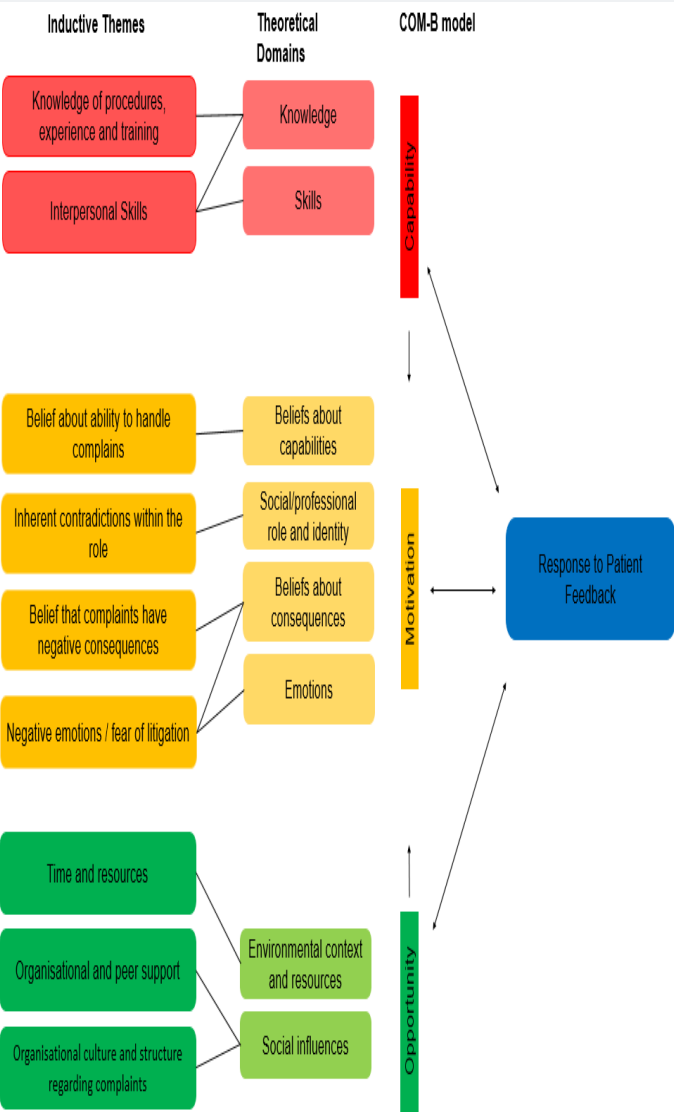 Inductive Themes
Theoretical
Domains
COM-B model
Knowledge of procedures,
experience and training
Interpersonal Skills
Knowledge
Skills
Capability
Belief about ability to handle
complains
Inherent contradictions within the
role
Belief that complaints have
negative consequences
Negative emotions / fear of litigation
Beliefs about
capabilities
Social/professional
role and identity
Beliefs about
consequences
Emotions
Motivation
Response to Patient
Feedback
Time and resources
Organisational and peer support
Organisational culture and structure
regarding complaints
Environmental context
and resources
Social influences
Opportunity